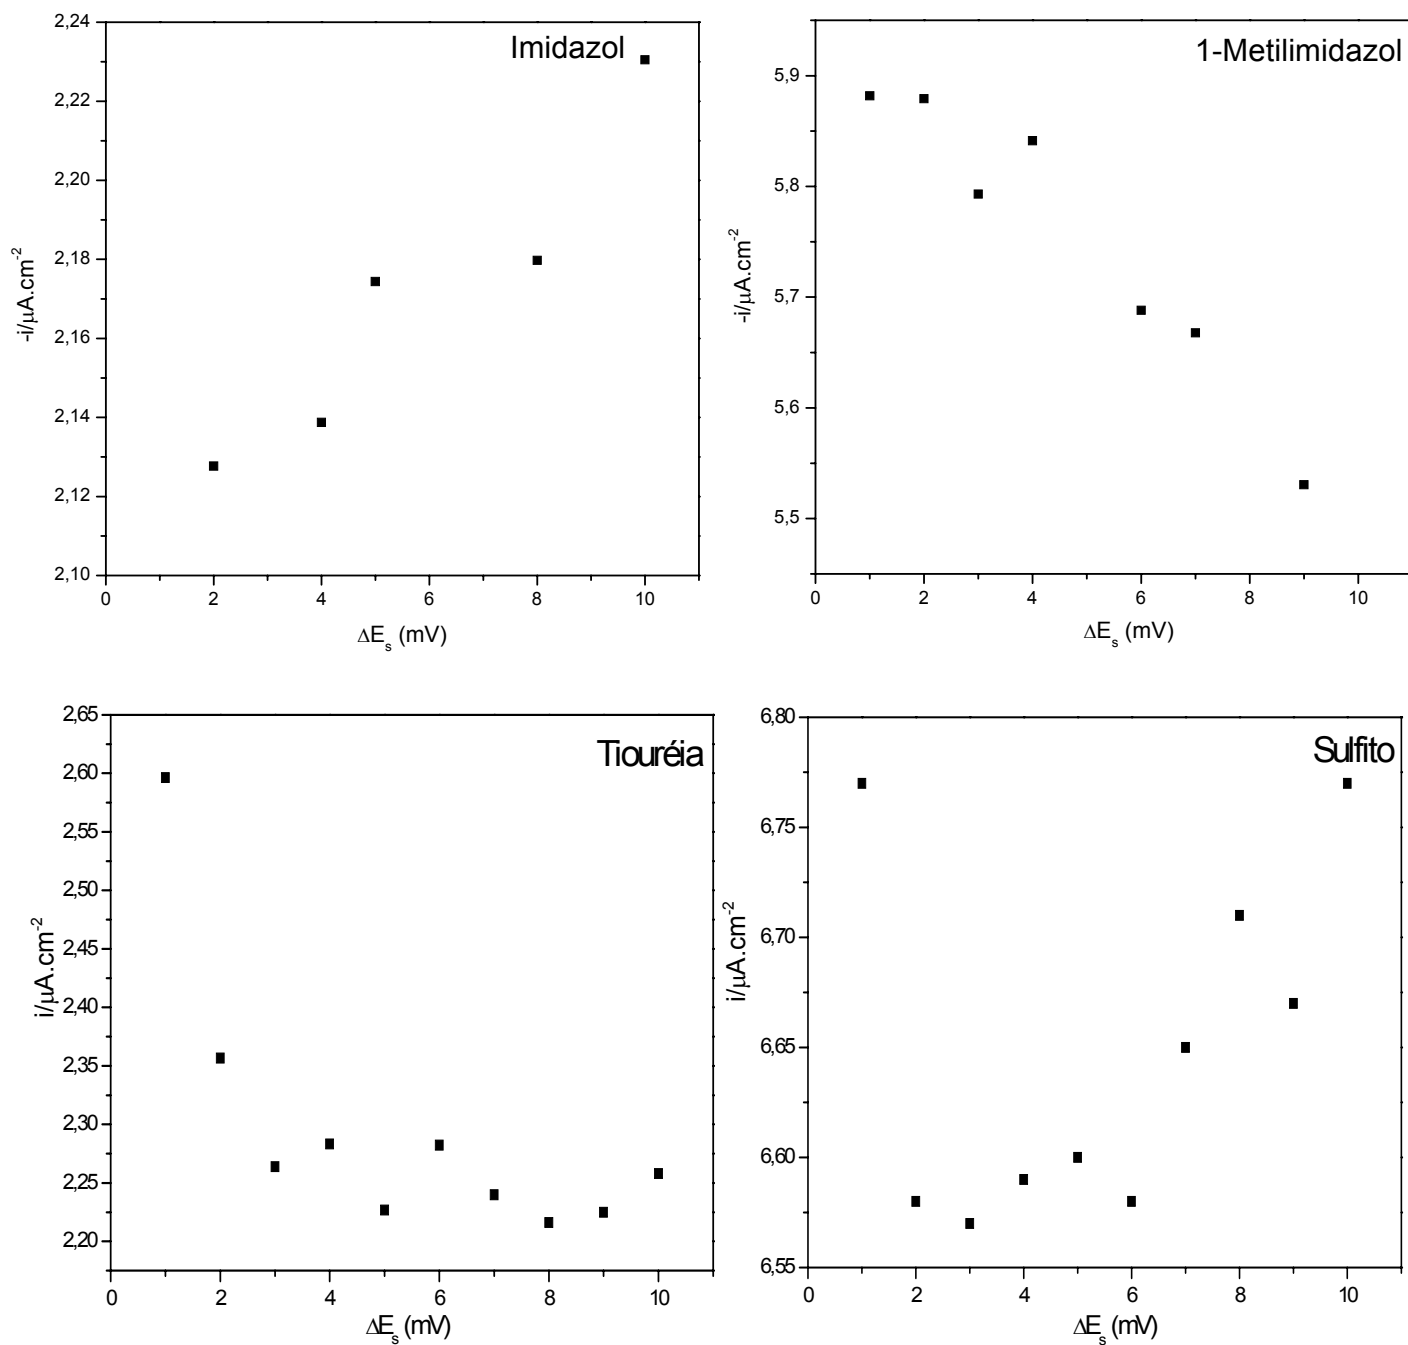 Imidazol
2,24
2,22
2,20
2,18
2,16
2,14
2,12
2,10
-i/μA.cm-2
0 2 4 6 8 10
ΔEs (mV)
1-Metilimidazol
5,9
5,8
5,7
5,6
5,5
-i/μA.cm-2
0 2 4 6 8 10
ΔEs (mV)
Tiouréia
2,65
2,60
2,55
2,50
2,45
2,40
2,35
2,30
2,25
2,20
i/μA.cm-2
0 2 4 6 8 10
ΔEs (mV)
Sulfito
6,80
6,75
6,70
6,65
6,60
6,55
i/μA.cm-2
0 2 4 6 8 10
ΔEs (mV)